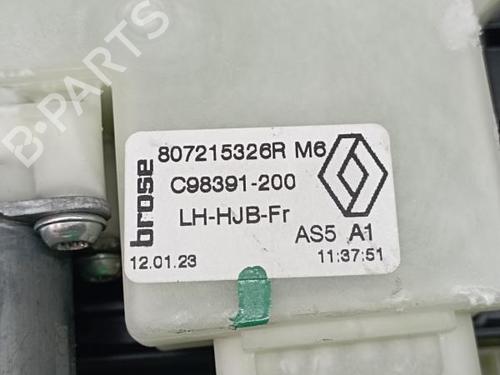 B-PARTS
brose
807215326R M6
C98391-200
LH-HJB-Fr
AS5 A1
12.01.23
11:37:51